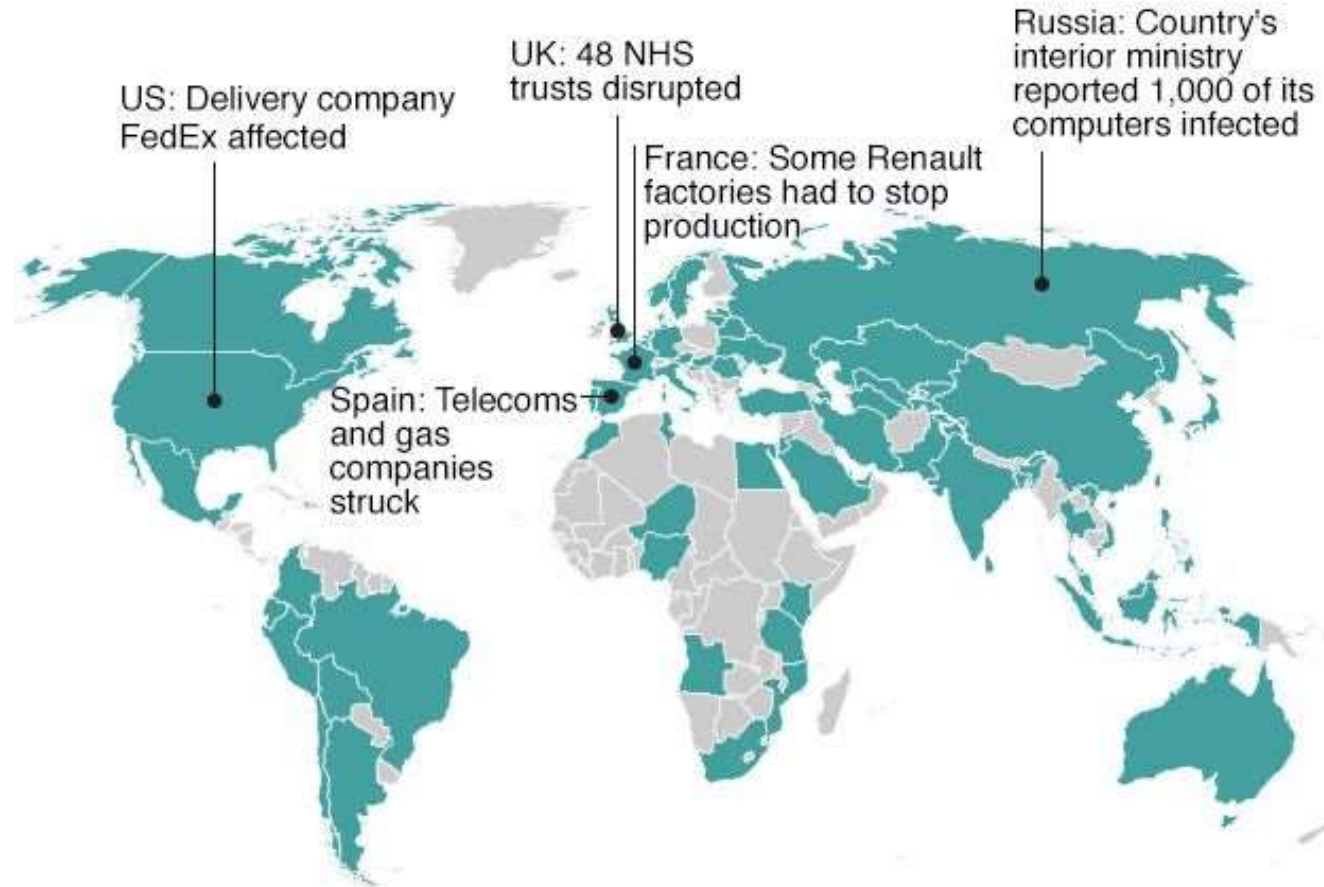 US: Delivery company
FedEx affected
UK: 48 NHS
trusts disrupted
France: Some Renault
factories had to stop
production
Russia: Country's
interior ministry
reported 1,000 of its
computers infected
Spain: Telecoms
and gas
companies
struck